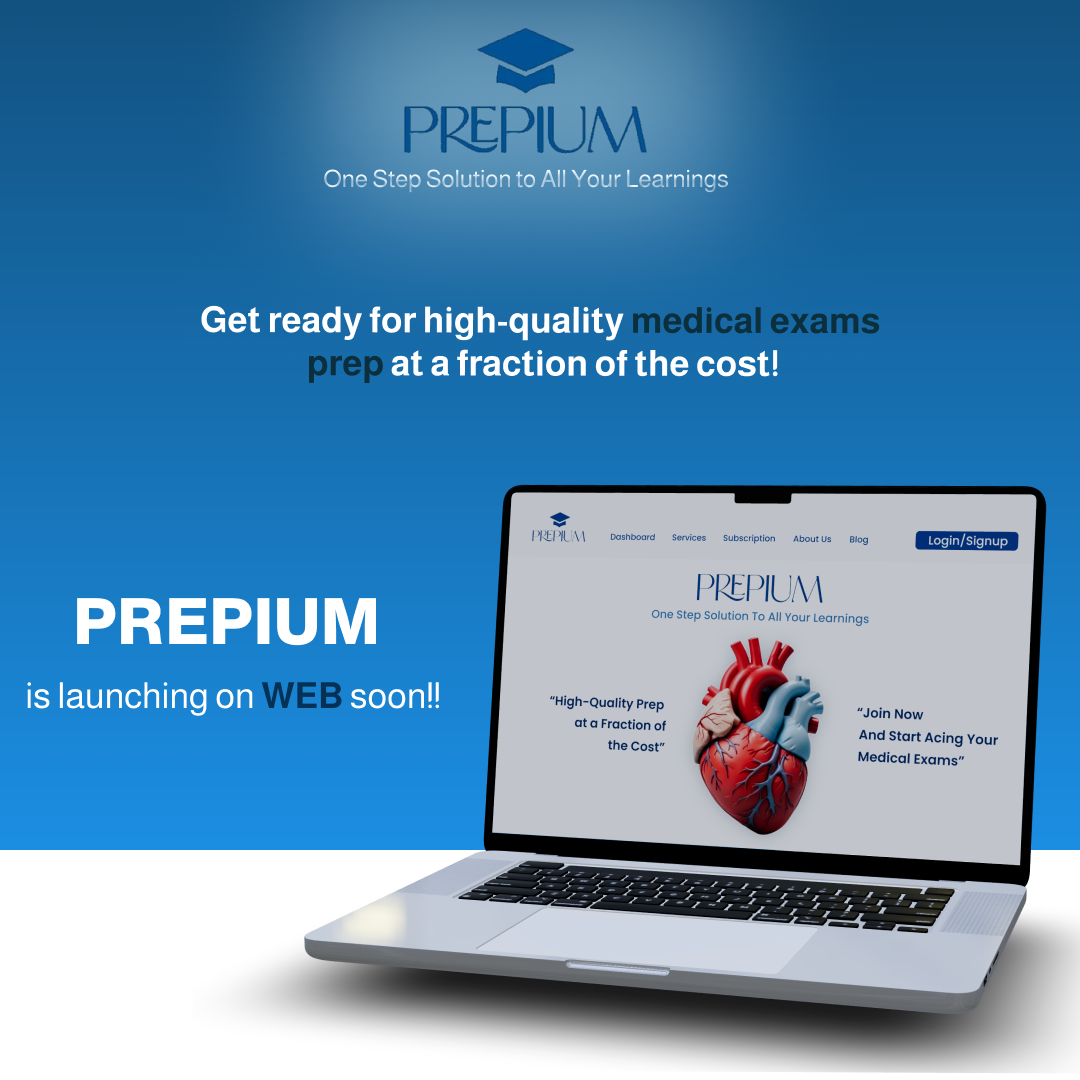 PREPIUM
One Step Solution to All Your Learnings
Get ready for high-quality medical exams
prep at a fraction of the cost!
PREPIUM
is launching on WEB soon!!
PREPIUM
Dashboard Services Subscription About Us Blog
Login/Signup
PREPIUM
One Step Solution To All Your Learnings
“High-Quality Prep
at a Fraction of
the Cost”
“Join Now
And Start Acing Your
Medical Exams”